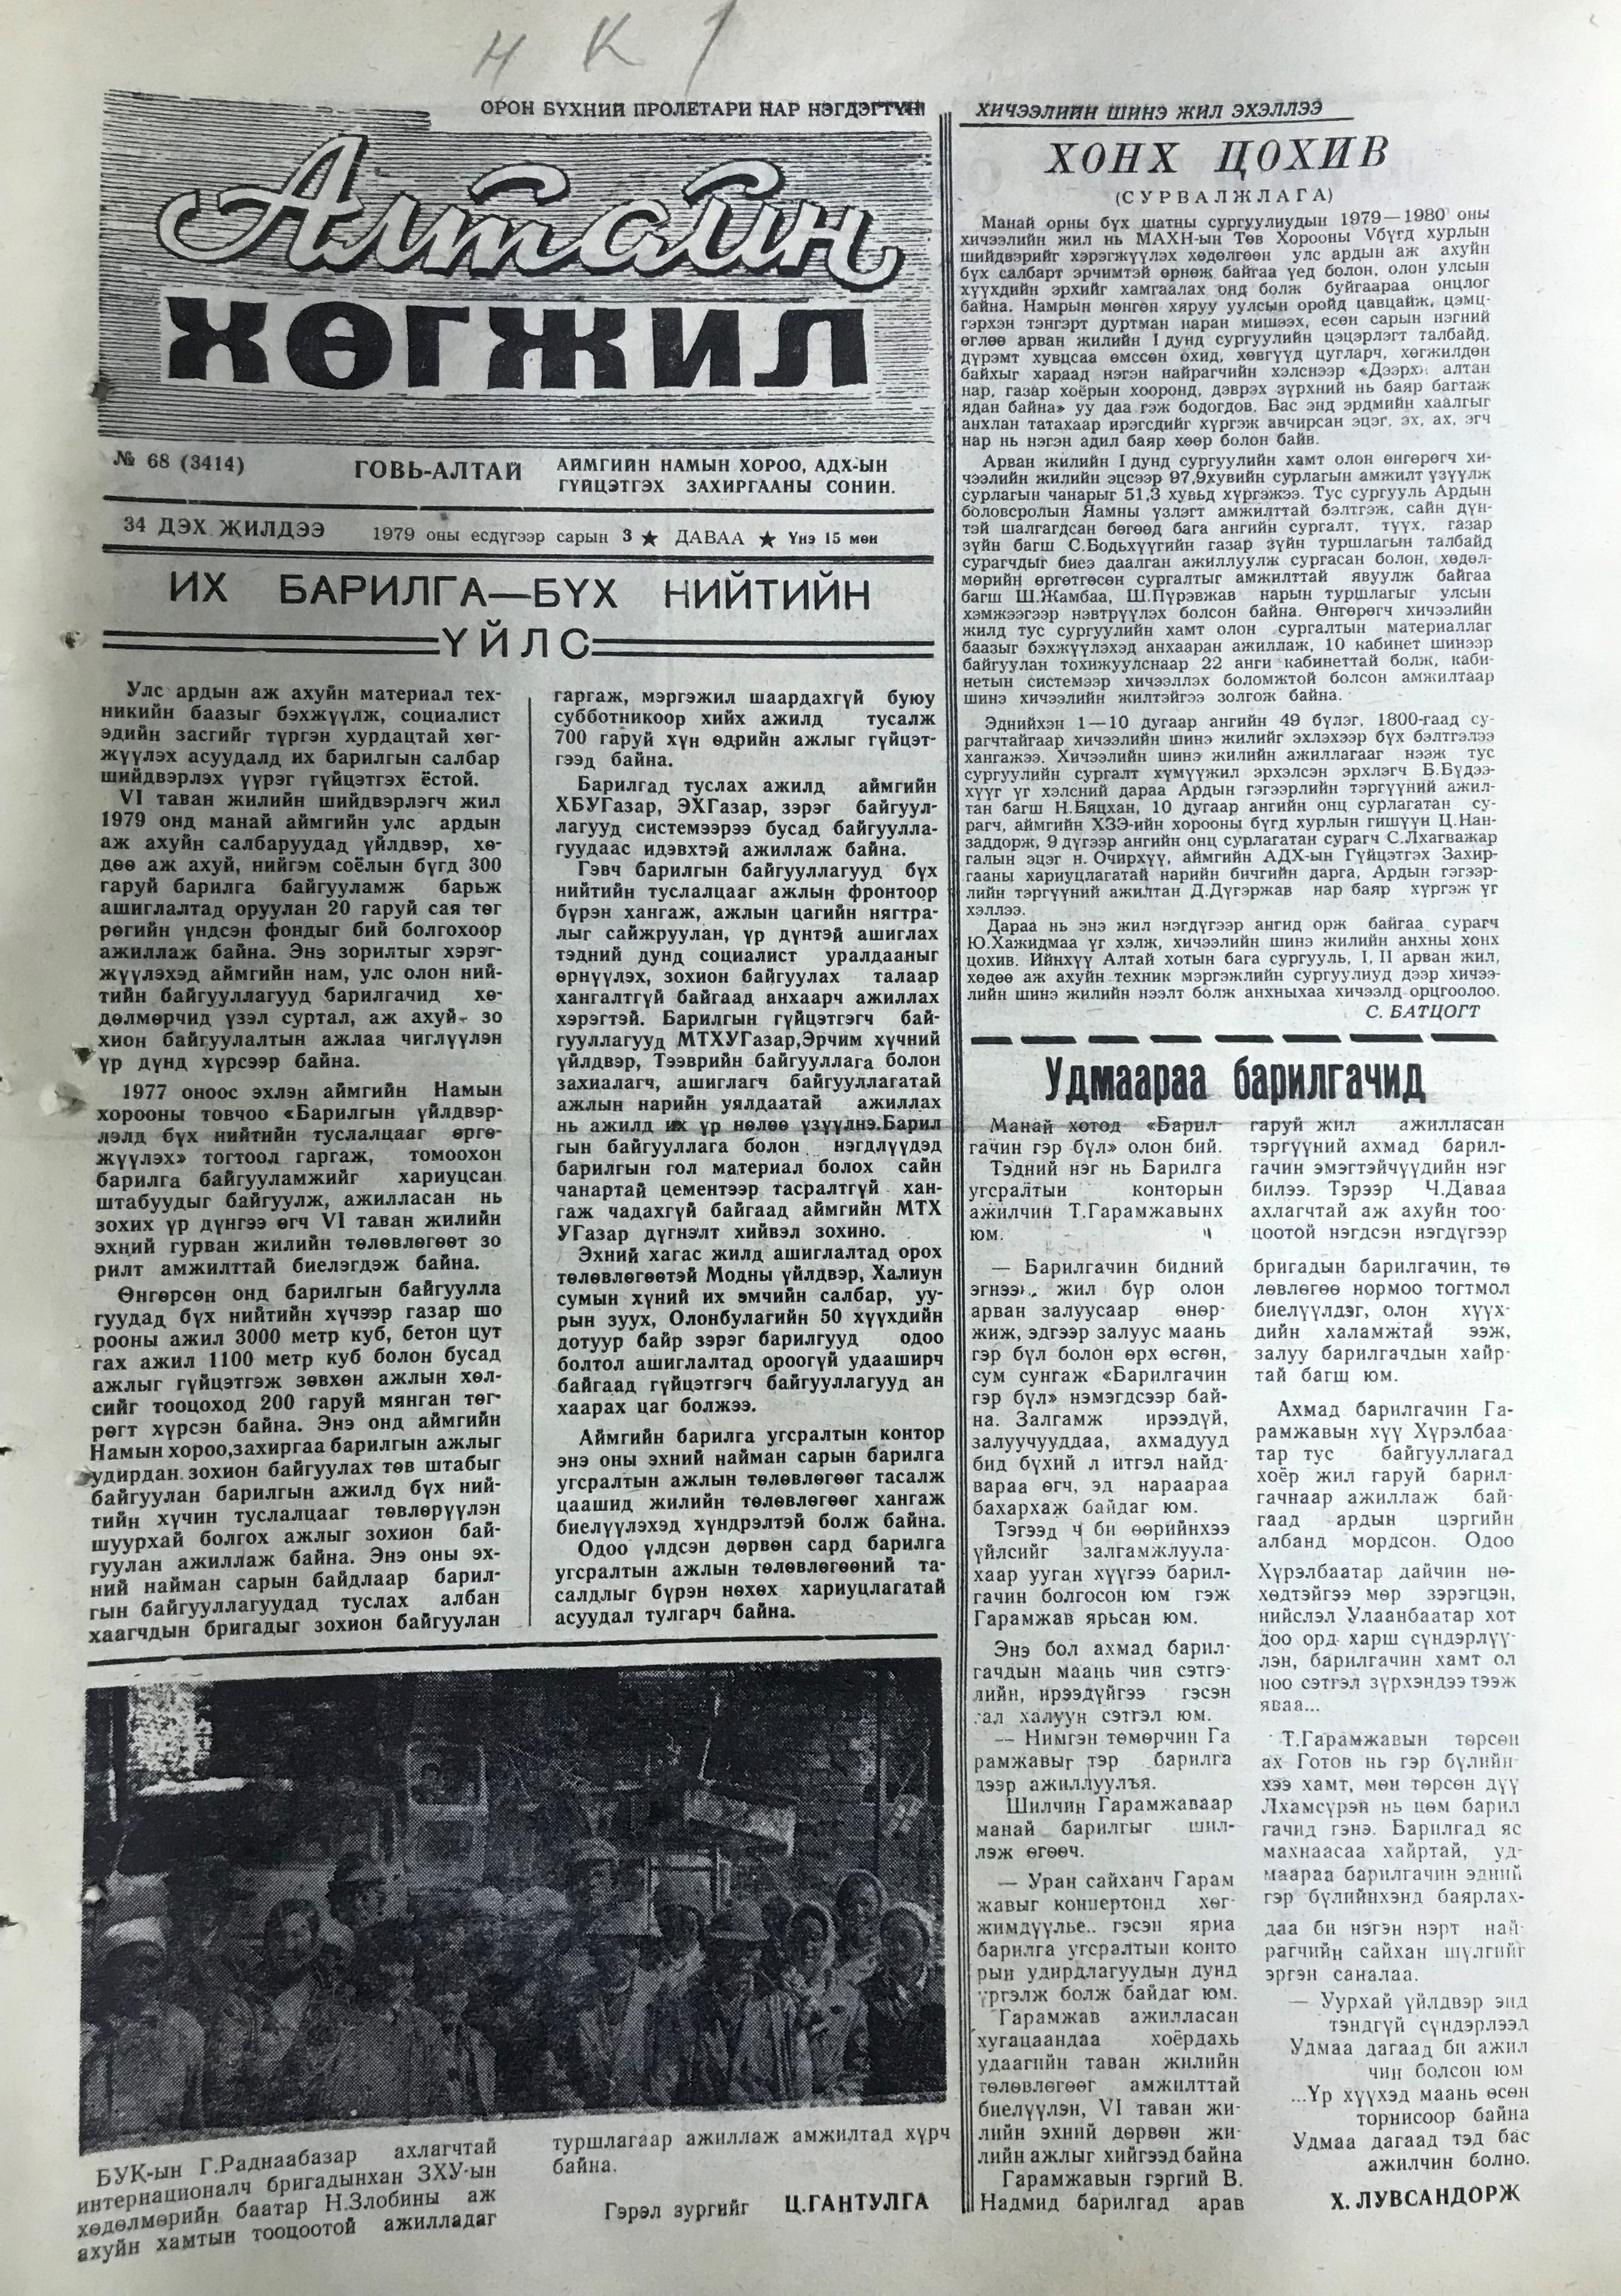 н к /
ОРОН БҮХНИЙ ПРОЛЕТАРИ НАР НЭГДЭГТҮН
Алтайн
ХӨГЖИЛ
№ 68 (3414)
ГОВЬ-АЛТАЙ
АЙМГИЙН НАМЫН ХОРОО, АДХ-ЫН
ГҮЙЦЭТГЭХ ЗАХИРГААНЫ СОНИН.
34 ДЭХ ЖИЛДЭЭ 1979 оны есдүгээр сарын 3 ★ ДАВАА ★ Үнэ 15 мөн
ИХ БАРИЛГА—БҮХ НИЙТИЙН
ҮЙЛС
Улс ардын аж ахуйн материал тех-
никийн баазыг бэхжүүлж, социалист
эдийн засгийг түргэн хурдацтай хөг-
жүүлэх асуудалд их барилгын салбар
шийдвэрлэх үүрэг гүйцэтгэх ёстой.
VI таван жилийн шийдвэрлэгч жил
1979 онд манай аймгийн улс ардын
аж ахуйн салбаруудад үйлдвэр, хө-
дөө аж ахуй, нийгэм соёлын бүгд 300
гаруй барилга байгууламж барьж
ашиглалтад оруулан 20 гаруй сая төг
рөгийн үндсэн фондыг бий болгохоор
ажиллаж байна. Энэ зорилтыг хэрэг-
жүүлэхэд аймгийн нам, улс олон ний-
тийн байгууллагууд барилгачид хө-
дөлмөрчид үзэл суртал, аж ахуй- зо
хион байгуулалтын ажлаа чиглүүлэн
үр дүнд хүрсээр байна.
1977 оноос эхлэн аймгийн Намын
хорооны товчоо «Барилгын үйлдвэр-
лэлд бүх нийтийн туслалцааг өргө-
жүүлэх» тогтоол гаргаж, томоохон
барилга байгууламжийг хариуцсан
штабуудыг байгуулж, ажилласан нь
зохих үр дүнгээ өгч VI таван жилийн
эхний гурван жилийн төлөвлөгөөт зо
рилт амжилттай биелэгдэж байна.
Өнгөрсөн онд барилгын байгуулла
гуудад бүх нийтийн хүчээр газар шо
рооны ажил 3000 метр куб, бетон цут
гах ажил 1100 метр куб болон бусад
ажлыг гүйцэтгэж зөвхөн ажлын хөл-
сийг тооцоход 200 гаруй мянган төг-
рөгт хүрсэн байна. Энэ онд аймгийн
Намын хороо,захиргаа барилгын ажлыг
удирдан зохион байгуулах төв штабыг
байгуулан барилгын ажилд бүх ний-
тийн хүчин туслалцааг төвлөрүүлэн
шуурхай болгох ажлыг зохион бай-
гуулан ажиллаж байна. Энэ оны эх-
ний найман сарын байдлаар барил-
гын байгууллагуудад туслах албан
хаагчдын бригадыг зохион байгуулан
гаргаж, мэргэжил шаардахгүй буюу
субботникоор хийх ажилд тусалж
700 гаруй хүн өдрийн ажлыг гүйцэт-
гээд байна.
Барилгад туслах ажилд аймгийн
ХБУГазар, ЭХГазар, зэрэг байгуул-
лагууд системээрээ бусад байгуулла-
гуудаас идэвхтэй ажиллаж байна.
Гэвч барилгын байгууллагууд бүх
нийтийн туслалцааг ажлын фронтоор
бүрэн хангаж, ажлын цагийн нягтра-
лыг сайжруулан, үр дүнтэй ашиглах
тэдний дунд социалист уралдааныг
өрнүүлэх, зохион байгуулах талаар
хангалтгүй байгаад анхаарч ажиллах
хэрэгтэй. Барилгын гүйцэтгэгч бай-
гууллагууд МТХУГазар,Эрчим хүчний
үйлдвэр, Тээврийн байгууллага болон
захиалагч, ашиглагч байгууллагатай
ажлын нарийн уялдаатай ажиллах
нь ажилд их үр нөлөө үзүүлнэ.Барил
гын байгууллага болон нэгдлүүдэд
барилгын гол материал болох сайн
чанартай цементээр тасралтгүй хан-
гаж чадахгүй байгаад аймгийн МТХ
УГазар дүгнэлт хийвэл зохино.
Эхний хагас жилд ашиглалтад орох
төлөвлөгөөтэй Модны үйлдвэр, Халиун
сумын хүний их эмчийн салбар, уу-
рын зуух, Олонбулагийн 50 хүүхдийн
дотуур байр зэрэг барилгууд одоо
болтол ашиглалтад ороогүй удааширч
байгаад гүйцэтгэгч байгууллагууд ан
хаарах цаг болжээ.
Аймгийн барилга угсралтын контор
энэ оны эхний найман сарын барилга
угсралтын ажлын төлөвлөгөөг тасалж
цаашид жилийн төлөвлөгөөг хангаж
биелүүлэхэд хүндрэлтэй болж байна.
Одоо үлдсэн дөрвөн сард барилга
угсралтын ажлын төлөвлөгөөний та-
салдлыг бүрэн нөхөх хариуцлагатай
асуудал тулгарч байна.
БУК-ын Г.Раднаабазар ахлагчтай
интернационалч бригадынхан ЗХУ-ын
хөдөлмөрийн баатар Н.Злобины аж
ахуйн хамтын тооцоотой ажилладаг
туршлагаар ажиллаж амжилтад хүрч
байна.
Гэрэл зургийг Ц.ГАНТУЛГА
ХИЧЭЭЛИЙН ШИНЭ ЖИЛ ЭХЭЛЛЭЭ
ХОНХ ЦОХИВ
(СУРВАЛЖЛАГА)
Манай орны бүх шатны сургуулиудын 1979—1980 оны
хичээлийн жил нь МАХН-ын Төв Хорооны Vбүгд хурлын
шийдвэрийг хэрэгжүүлэх хөдөлгөөн улс ардын аж ахуйн
бүх салбарт эрчимтэй өрнөж байгаа үед болон, олон улсын
хүүхдийн эрхийг хамгаалах онд болж буйгаараа онцлог
байна. Намрын мөнгөн хяруу уулсын оройд цавцайж, цэмц-
гэрхэн тэнгэрт дуртман наран мишээх, есөн сарын нэгний
өглөө арван жилийн I дунд сургуулийн цэцэрлэгт талбайд,
дүрэмт хувцсаа өмссөн охид, хөвгүүд цугларч, хөгжилдөн
байхыг хараад нэгэн найрагчийн хэлснээр «Дээрхи алтан
нар, газар хоёрын хооронд, дэврэх зүрхний нь баяр багтаж
ядан байна» уу даа гэж бодогдов. Бас энд эрдмийн хаалгыг
анхлан татахаар ирэгсдийг хүргэж авчирсан эцэг, эх, ах, эгч
нар нь нэгэн адил баяр хөөр болон байв.
Арван жилийн I дунд сургуулийн хамт олон өнгөрөгч хи-
чээлийн жилийн эцсээр 97,9хувийн сурлагын амжилт үзүүлж
сурлагын чанарыг 51,3 хувьд хүргэжээ. Тус сургууль Ардын
боловсролын Яамны үзлэгт амжилттай бэлтгэж, сайн дүн-
тэй шалгагдсан бөгөөд бага ангийн сургалт, түүх, газар
зүйн багш С.Бодьхүүгийн газар зүйн туршлагын талбайд
сурагчдыг биеэ даалган ажиллуулж сургасан болон, хөдөл-
мөрийн өргөтгөсөн сургалтыг амжилттай явуулж байгаа
багш Ш.Жамбаа, Ш.Пүрэвжав нарын туршлагыг улсын
хэмжээгээр нэвтрүүлэх болсон байна. Өнгөрөгч хичээлийн
жилд тус сургуулийн хамт олон сургалтын материаллаг
баазыг бэхжүүлэхэд анхааран ажиллаж, 10 кабинет шинээр
байгуулан тохижуулснаар 22 анги кабинеттай болж, каби-
нетын системээр хичээллэх боломжтой болсон амжилтаар
шинэ хичээлийн жилтэйгээ золгож байна.
Эднийхэн 1—10 дугаар ангийн 49 бүлэг, 1800-гаад су-
рагчтайгаар хичээлийн шинэ жилийг эхлэхээр бүх бэлтгэлээ
хангажээ. Хичээлийн шинэ жилийн ажиллагааг нээж тус
сургуулийн сургалт хүмүүжил эрхэлсэн эрхлэгч Б.Бүдээ-
хүүг үг хэлсний дараа Ардын гэгээрлийн тэргүүний ажил-
тан багш Н.Бяцхан, 10 дугаар ангийн онц сурлагатан су-
рагч, аймгийн ХЗЭ-ийн хорооны бүгд хурлын гишүүн Ц.Нан-
заддорж, 9 дүгээр ангийн онц сурлагатан сурагч С.Лхагважар
галын эцэг н. Очирхүү, аймгийн АДХ-ын Гүйцэтгэх Захир-
гааны хариуцлагатай нарийн бичгийн дарга, Ардын гэгээр-
лийн тэргүүний ажилтан Д.Дүгэржав нар баяр хүргэж үг
хэллээ.
Дараа нь энэ жил нэгдүгээр ангид орж байгаа сурагч
Ю.Хажидмаа үг хэлж, хичээлийн шинэ жилийн анхны хонх
цохив. Ийнхүү Алтай хотын бага сургууль, I, II арван жил,
хөдөө аж ахуйн техник мэргэжлийн сургуулиуд дээр хичээ-
лийн шинэ жилийн нээлт болж анхныхаа хичээлд орцгоолоо.
С. БАТЦОГТ
Удмаараа барилгачид
Манай хотод «Барил-
гачин гэр бүл» олон бий.
Тэдний нэг нь Барилга
угсралтын конторын
ажилчин Т.Гарамжавынх
юм.
— Барилгачин бидний
эгнээнд жил бүр олон
арван залуусаар өнөр-
жиж, эдгээр залуус маань
гэр бүл болон өрх өсгөн,
сум сунгаж «Барилгачин
гэр бүл» нэмэгдсээр бай-
на. Залгамж ирээдүй,
залуучууддаа, ахмадууд
бид бүхий л итгэл найд-
вараа өгч, эд нараараа
бахархаж байдаг юм.
Тэгээд ч би өөрийнхээ
үйлсийг залгамжлуула-
хаар ууган хүүгээ барил-
гачин болгосон юм гэж
Гарамжав ярьсан юм.
Энэ бол ахмад барил-
гачдын маань чин сэтгэ-
лийн, ирээдүйгээ гэсэн
гал халуун сэтгэл юм.
— Нимгэн төмөрчин Га
рамжавыг тэр барилга
дээр ажиллуулъя.
Шилчин Гарамжаваар
манай барилгыг шил-
лэж өгөөч.
— Уран сайханч Гарам
жавыг концертонд хөг-
жимдүүлье.. гэсэн яриа
барилга угсралтын конто
рын удирдлагуудын дунд
үргэлж болж байдаг юм.
Гарамжав ажилласан
хугацаандаа хоёрдахь
удаагийн таван жилийн
төлөвлөгөөг амжилттай
биелүүлэн, VI таван жи-
лийн эхний дөрвөн жи-
лийн ажлыг хийгээд байна
Гарамжавын гэргий В.
Надмид барилгад арав
гаруй жил ажилласан
тэргүүний ахмад барил-
гачин эмэгтэйчүүдийн нэг
билээ. Тэрээр Ч.Даваа
ахлагчтай аж ахуйн тоо-
цоотой нэгдсэн нэгдүгээр
бригадын барилгачин, тө
лөвлөгөө нормоо тогтмол
биелүүлдэг, олон хүүх-
дийн халамжтай ээж,
залуу барилгачдын хайр-
тай багш юм.
Ахмад барилгачин Га-
рамжавын хүү Хүрэлбаа-
тар тус байгууллагад
хоёр жил гаруй барил-
гачнаар ажиллаж бай-
гаад ардын цэргийн
албанд мордсон. Одоо
Хүрэлбаатар дайчин нө-
хөдтэйгээ мөр зэрэгцэн,
нийслэл Улаанбаатар хот
доо орд харш сүндэрлүү-
лэн, барилгачин хамт ол
ноо сэтгэл зүрхэндээ тээж
яваа...
Т.Гарамжавын төрсөн
ах Готов нь гэр бүлийн-
хээ хамт, мөн төрсөн дүү
Лхамсүрэн нь цөм барил
гачид гэнэ. Барилгад яс
махнаасаа хайртай, уд-
маараа барилгачин эдний
гэр бүлийнхэнд баярлах-
даа би нэгэн нэрт най-
рагчийн сайхан шүлгийг
эргэн саналаа.
— Уурхай үйлдвэр энд
тэндгүй сүндэрлээд
Удмаа дагаад би ажил
чин болсон юм
...Үр хүүхэд маань өсөн
торнисоор байна
Удмаа дагаад тэд бас
ажилчин болно.
Х. ЛУВСАНДОРЖ